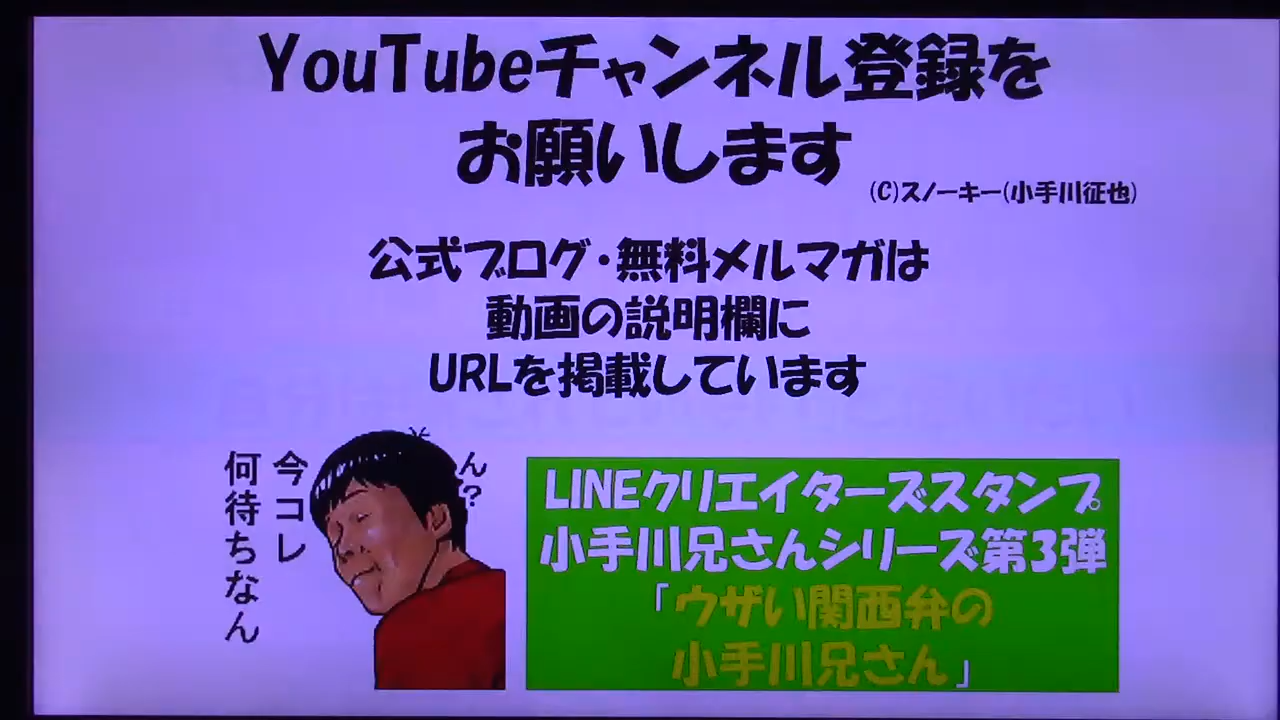 YouTubeチャンネル登録を
お願いします
(C)スノーキー(小手川征也)
公式ブログ・無料メルマガは
動画の説明欄に
URLを掲載しています
ん?
今コレ
何待ちなん
LINEクリエイターズスタンプ
小手川兄さんシリーズ第3弾
「ウザい関西弁の
小手川兄さん」